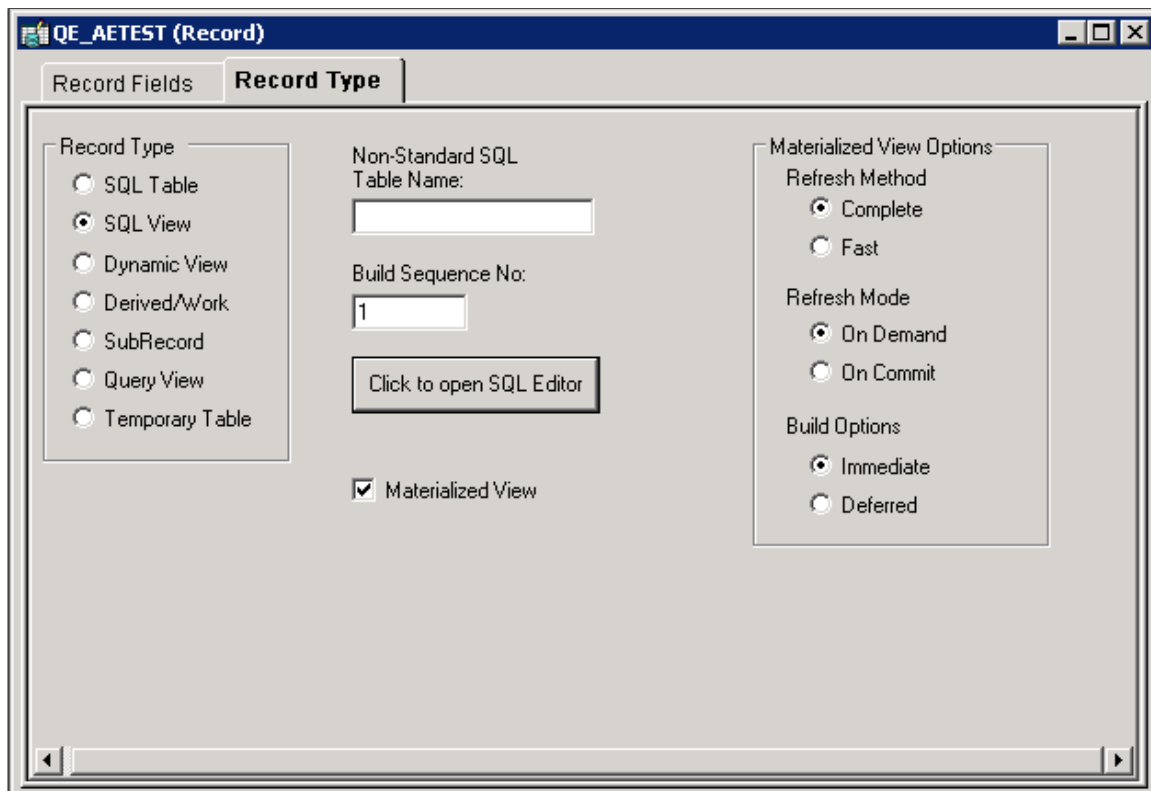 QE_AETEST (Record)
Record Fields
Record Type
Record Type
SQL Table
SQL View
Dynamic View
Derived/Work
SubRecord
Query View
Temporary Table
Non-Standard SQL
Table Name:
Build Sequence No:
1
Click to open SQL Editor
Materialized View
Materialized View Options
Refresh Method
Complete
Fast
Refresh Mode
On Demand
On Commit
Build Options
Immediate
Deferred